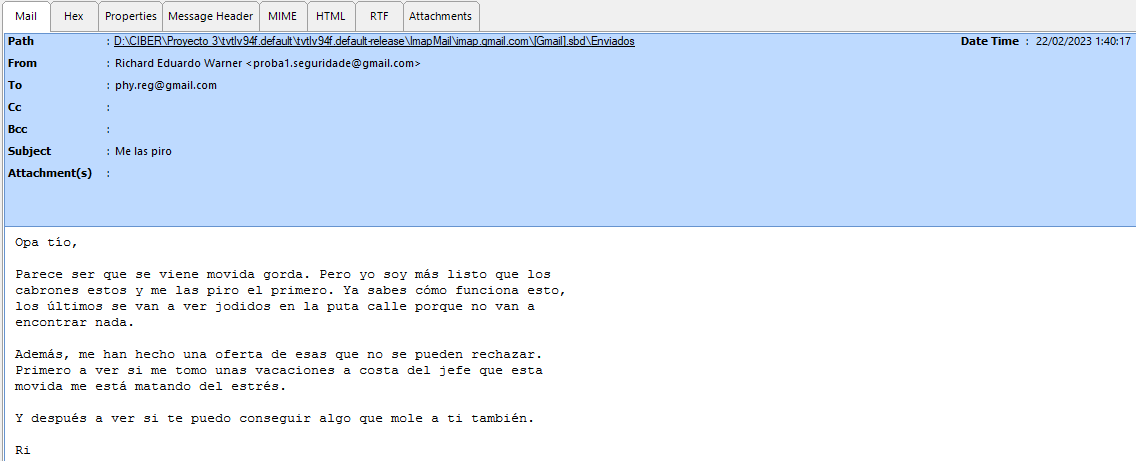 Mail Hex Properties Message Header MIME HTML RTF Attachments
Path : D:\CIBER\Proyecto 3\tvtlv94f.default\tvtlv94f.default-release\ImapMail\imap.gmail.com\[Gmail].sbd\Enviados Date Time : 22/02/2023 1:40:17
From : Richard Eduardo Warner <proba1.seguridade@gmail.com>
To : phy.reg@gmail.com
Cc :
Bcc :
Subject : Me las piro
Attachment(s) :
Opa tío,
Parece ser que se viene movida gorda. Pero yo soy más listo que los
cabrones estos y me las piro el primero. Ya sabes cómo funciona esto,
los últimos se van a ver jodidos en la puta calle porque no van a
encontrar nada.
Además, me han hecho una oferta de esas que no se pueden rechazar.
Primero a ver si me tomo unas vacaciones a costa del jefe que esta
movida me está matando del estrés.
Y después a ver si te puedo conseguir algo que mole a ti también.
Ri